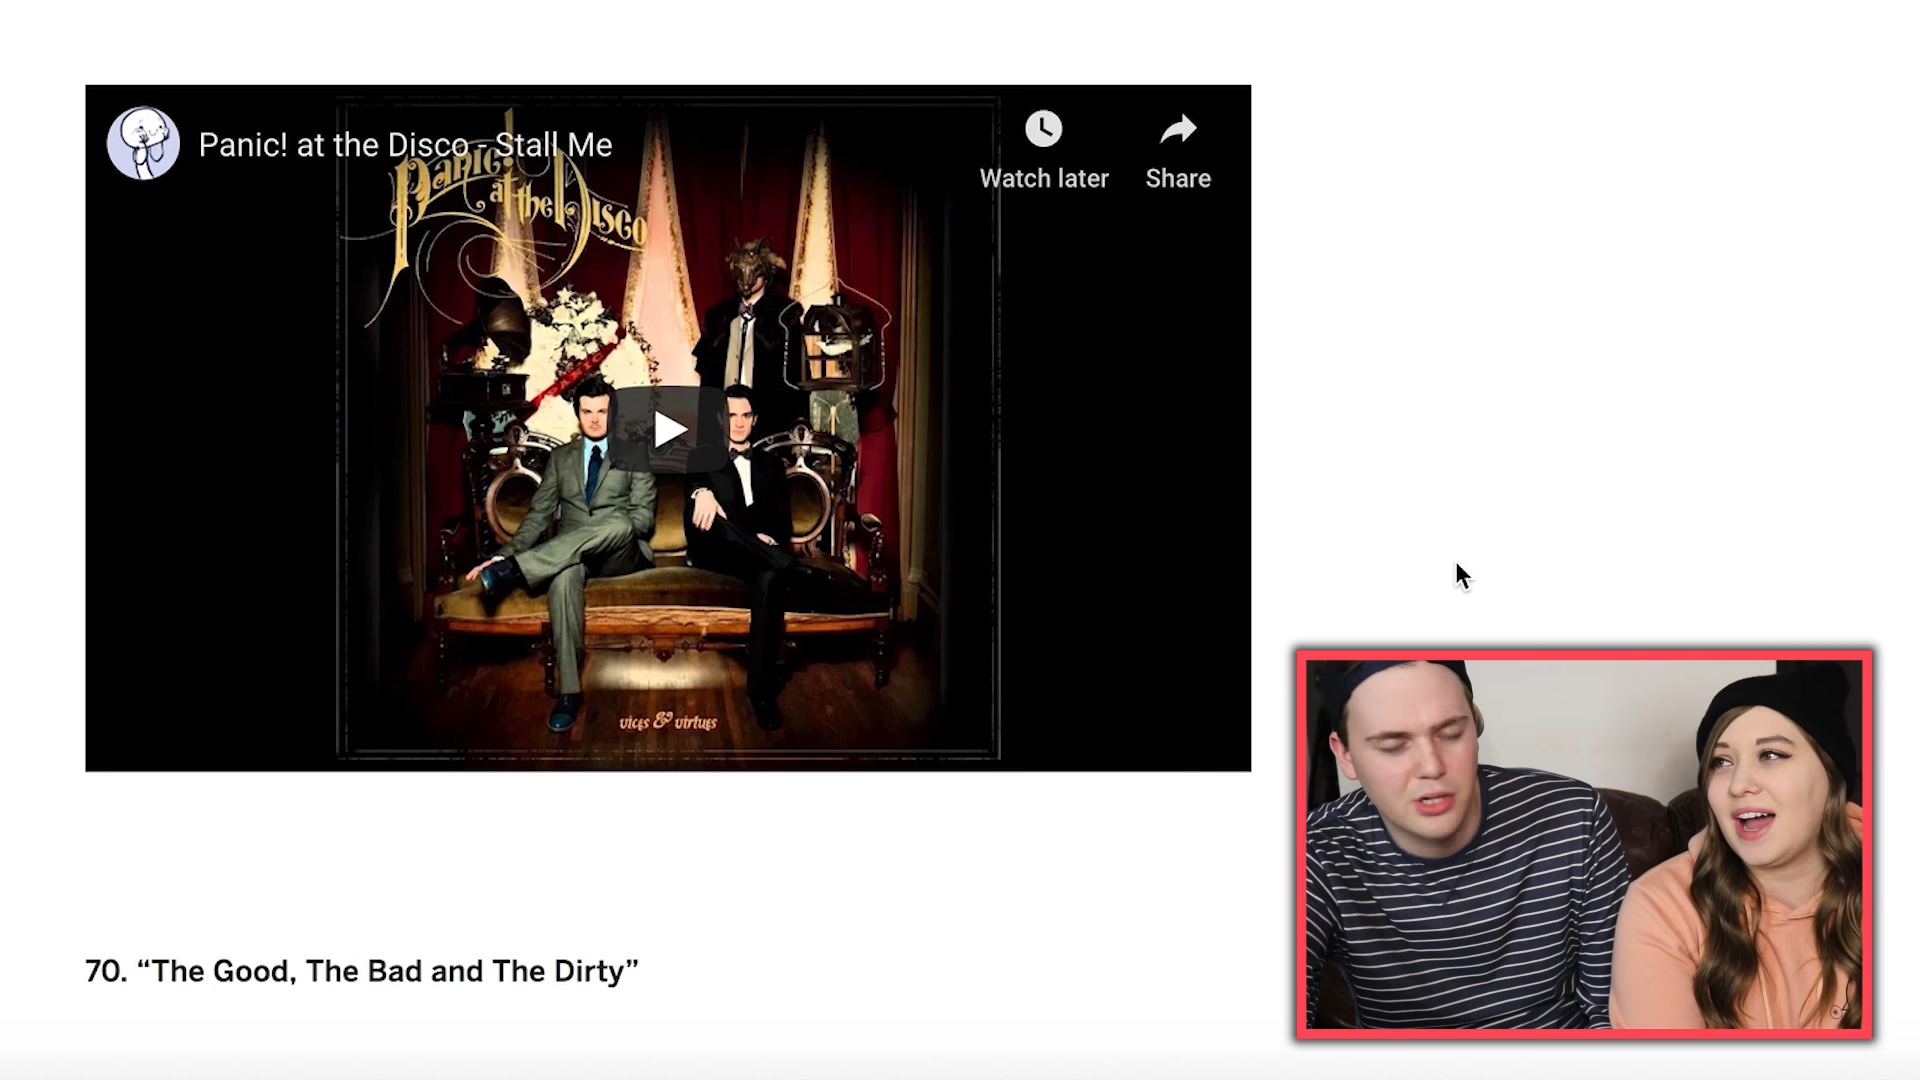 Panic! at the Disco - Stall Me
Watch later
Share
Panic!
at the Disco
PANIC
vices & virtues
70. “The Good, The Bad and The Dirty”